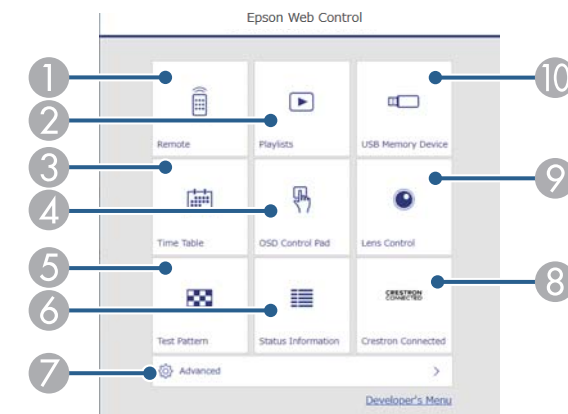 Epson Web Control
1
2
3
4
5
6
7
8
9
10
Remote
Playlists
USB Memory Device
Time Table
OSD Control Pad
Lens Control
CRESTRON
CONNECTED
Test Pattern
Status Information
Crestron Connected
Advanced
Developer's Menu